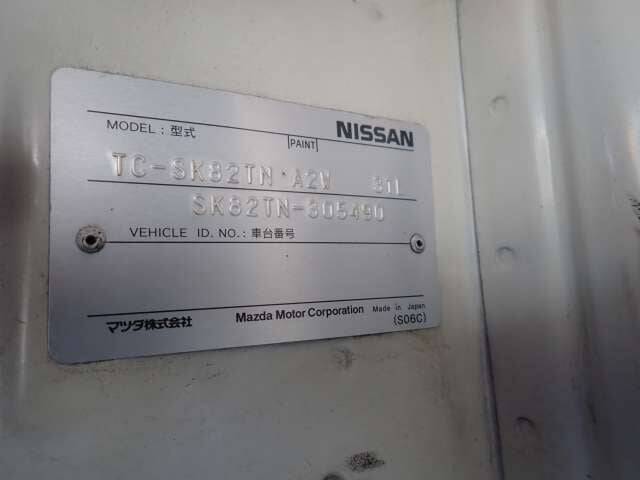 NISSAN
MODEL : 型式 PAINT
TC-SK82TN·A2W
SK82TN-305490
VEHICLE ID. NO. : 車台番号
マツダ株式会社 Mazda Motor Corporation Made in Japan
(S06C)